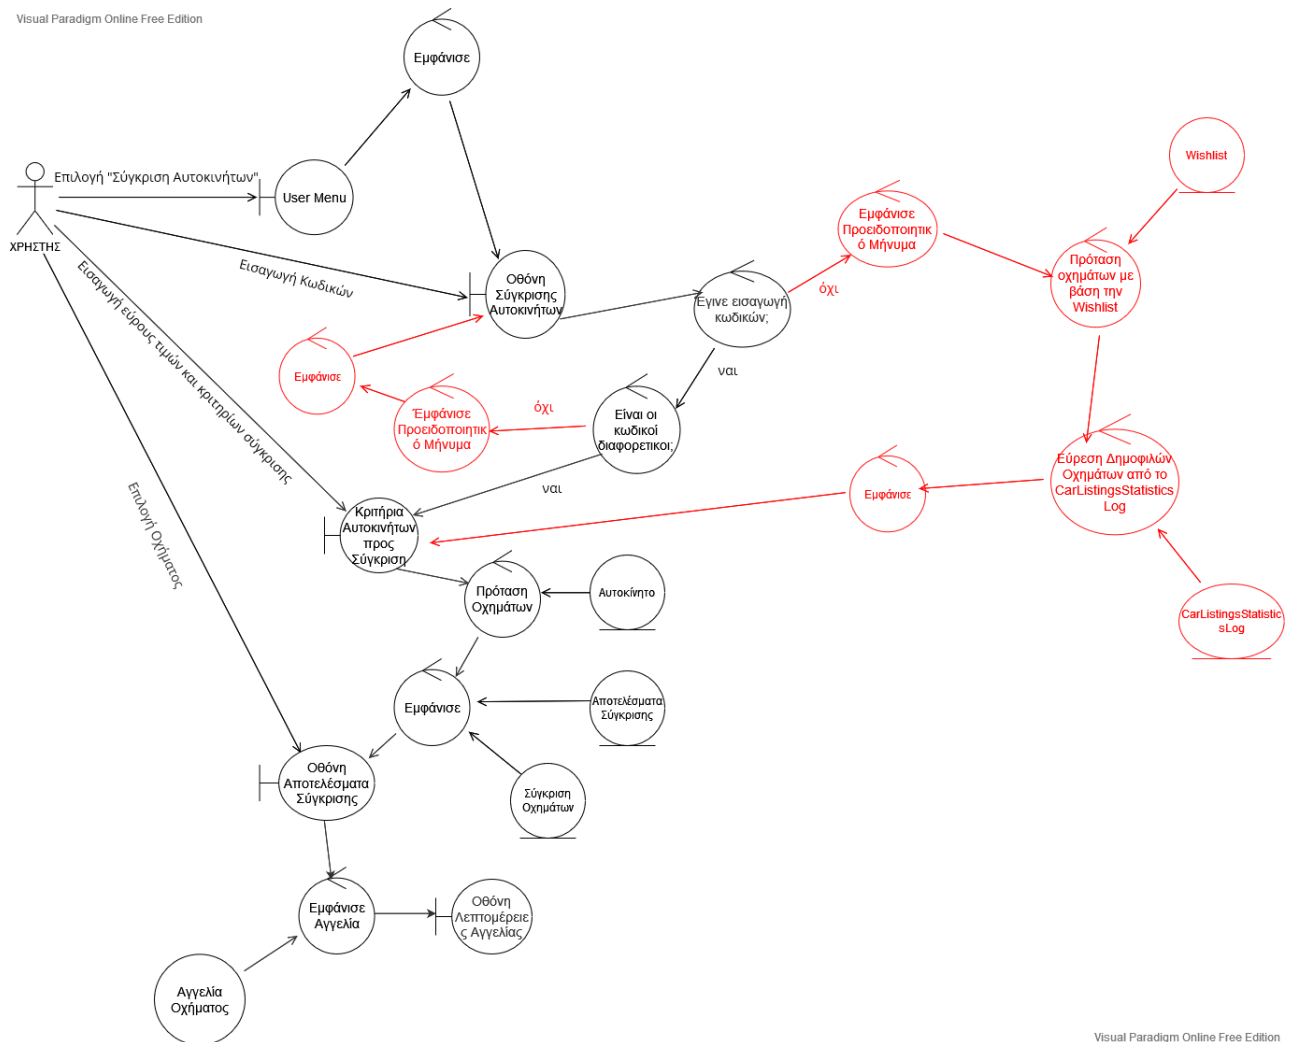 Visual Paradigm Online Free Edition
Εμφάνισε
Wishlist
Επιλογή "Σύγκριση Αυτοκινήτων"
User Menu
ΧΡΗΣΤΗΣ
Εμφάνισε
Προειδοποιητικ
ό Μήνυμα
Πρόταση
οχημάτων με
βάση την
Wishlist
Εισαγωγή Κωδικών
Οθόνη
Σύγκρισης
Αυτοκινήτων
όχι
Έγινε εισαγωγή
κωδικών;
Εισαγωγή εύρους τιμών και κριτηρίων σύγκρισης
Εμφάνισε
ναι
όχι
Έμφάνισε
Προειδοποιητικ
ό Μήνυμα
Είναι οι
κωδικοί
διαφορετικοι;
Εύρεση Δημοφιλών
Οχημάτων από το
CarListingsStatistics
Log
ναι
Εμφάνισε
Επιλογή Οχήματος
Κριτήρια
Αυτοκινήτων
προς
Σύγκριση
Πρόταση
Οχημάτων
Αυτοκίνητο
CarListingsStatistic
sLog
Εμφάνισε
Αποτελέσματα
Σύγκρισης
Οθόνη
Αποτελέσματα
Σύγκρισης
Σύγκριση
Οχημάτων
Εμφάνισε
Αγγελία
Οθόνη
Λεπτομέρειε
ς Αγγελίας
Αγγελία
Οχήματος
Visual Paradigm Online Free Edition